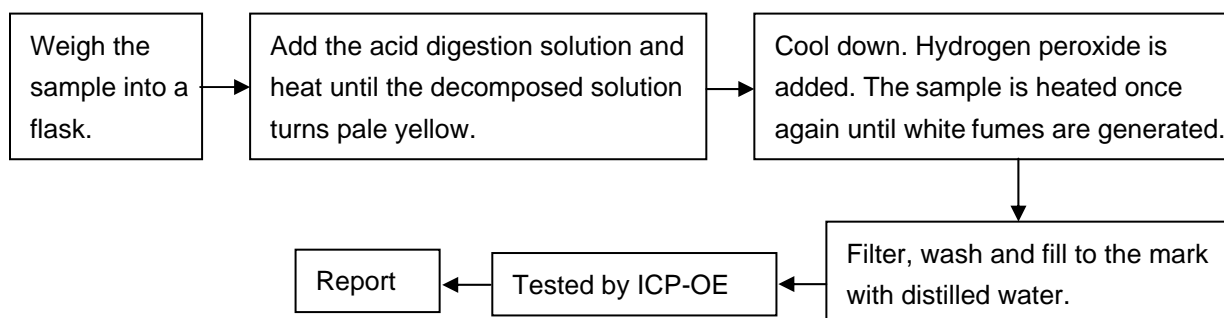 Weigh the
sample into a
flask.
Add the acid digestion solution and
heat until the decomposed solution
turns pale yellow.
Cool down. Hydrogen peroxide is
added. The sample is heated once
again until white fumes are generated.
Filter, wash and fill to the mark
with distilled water.
Tested by ICP-OE
Report